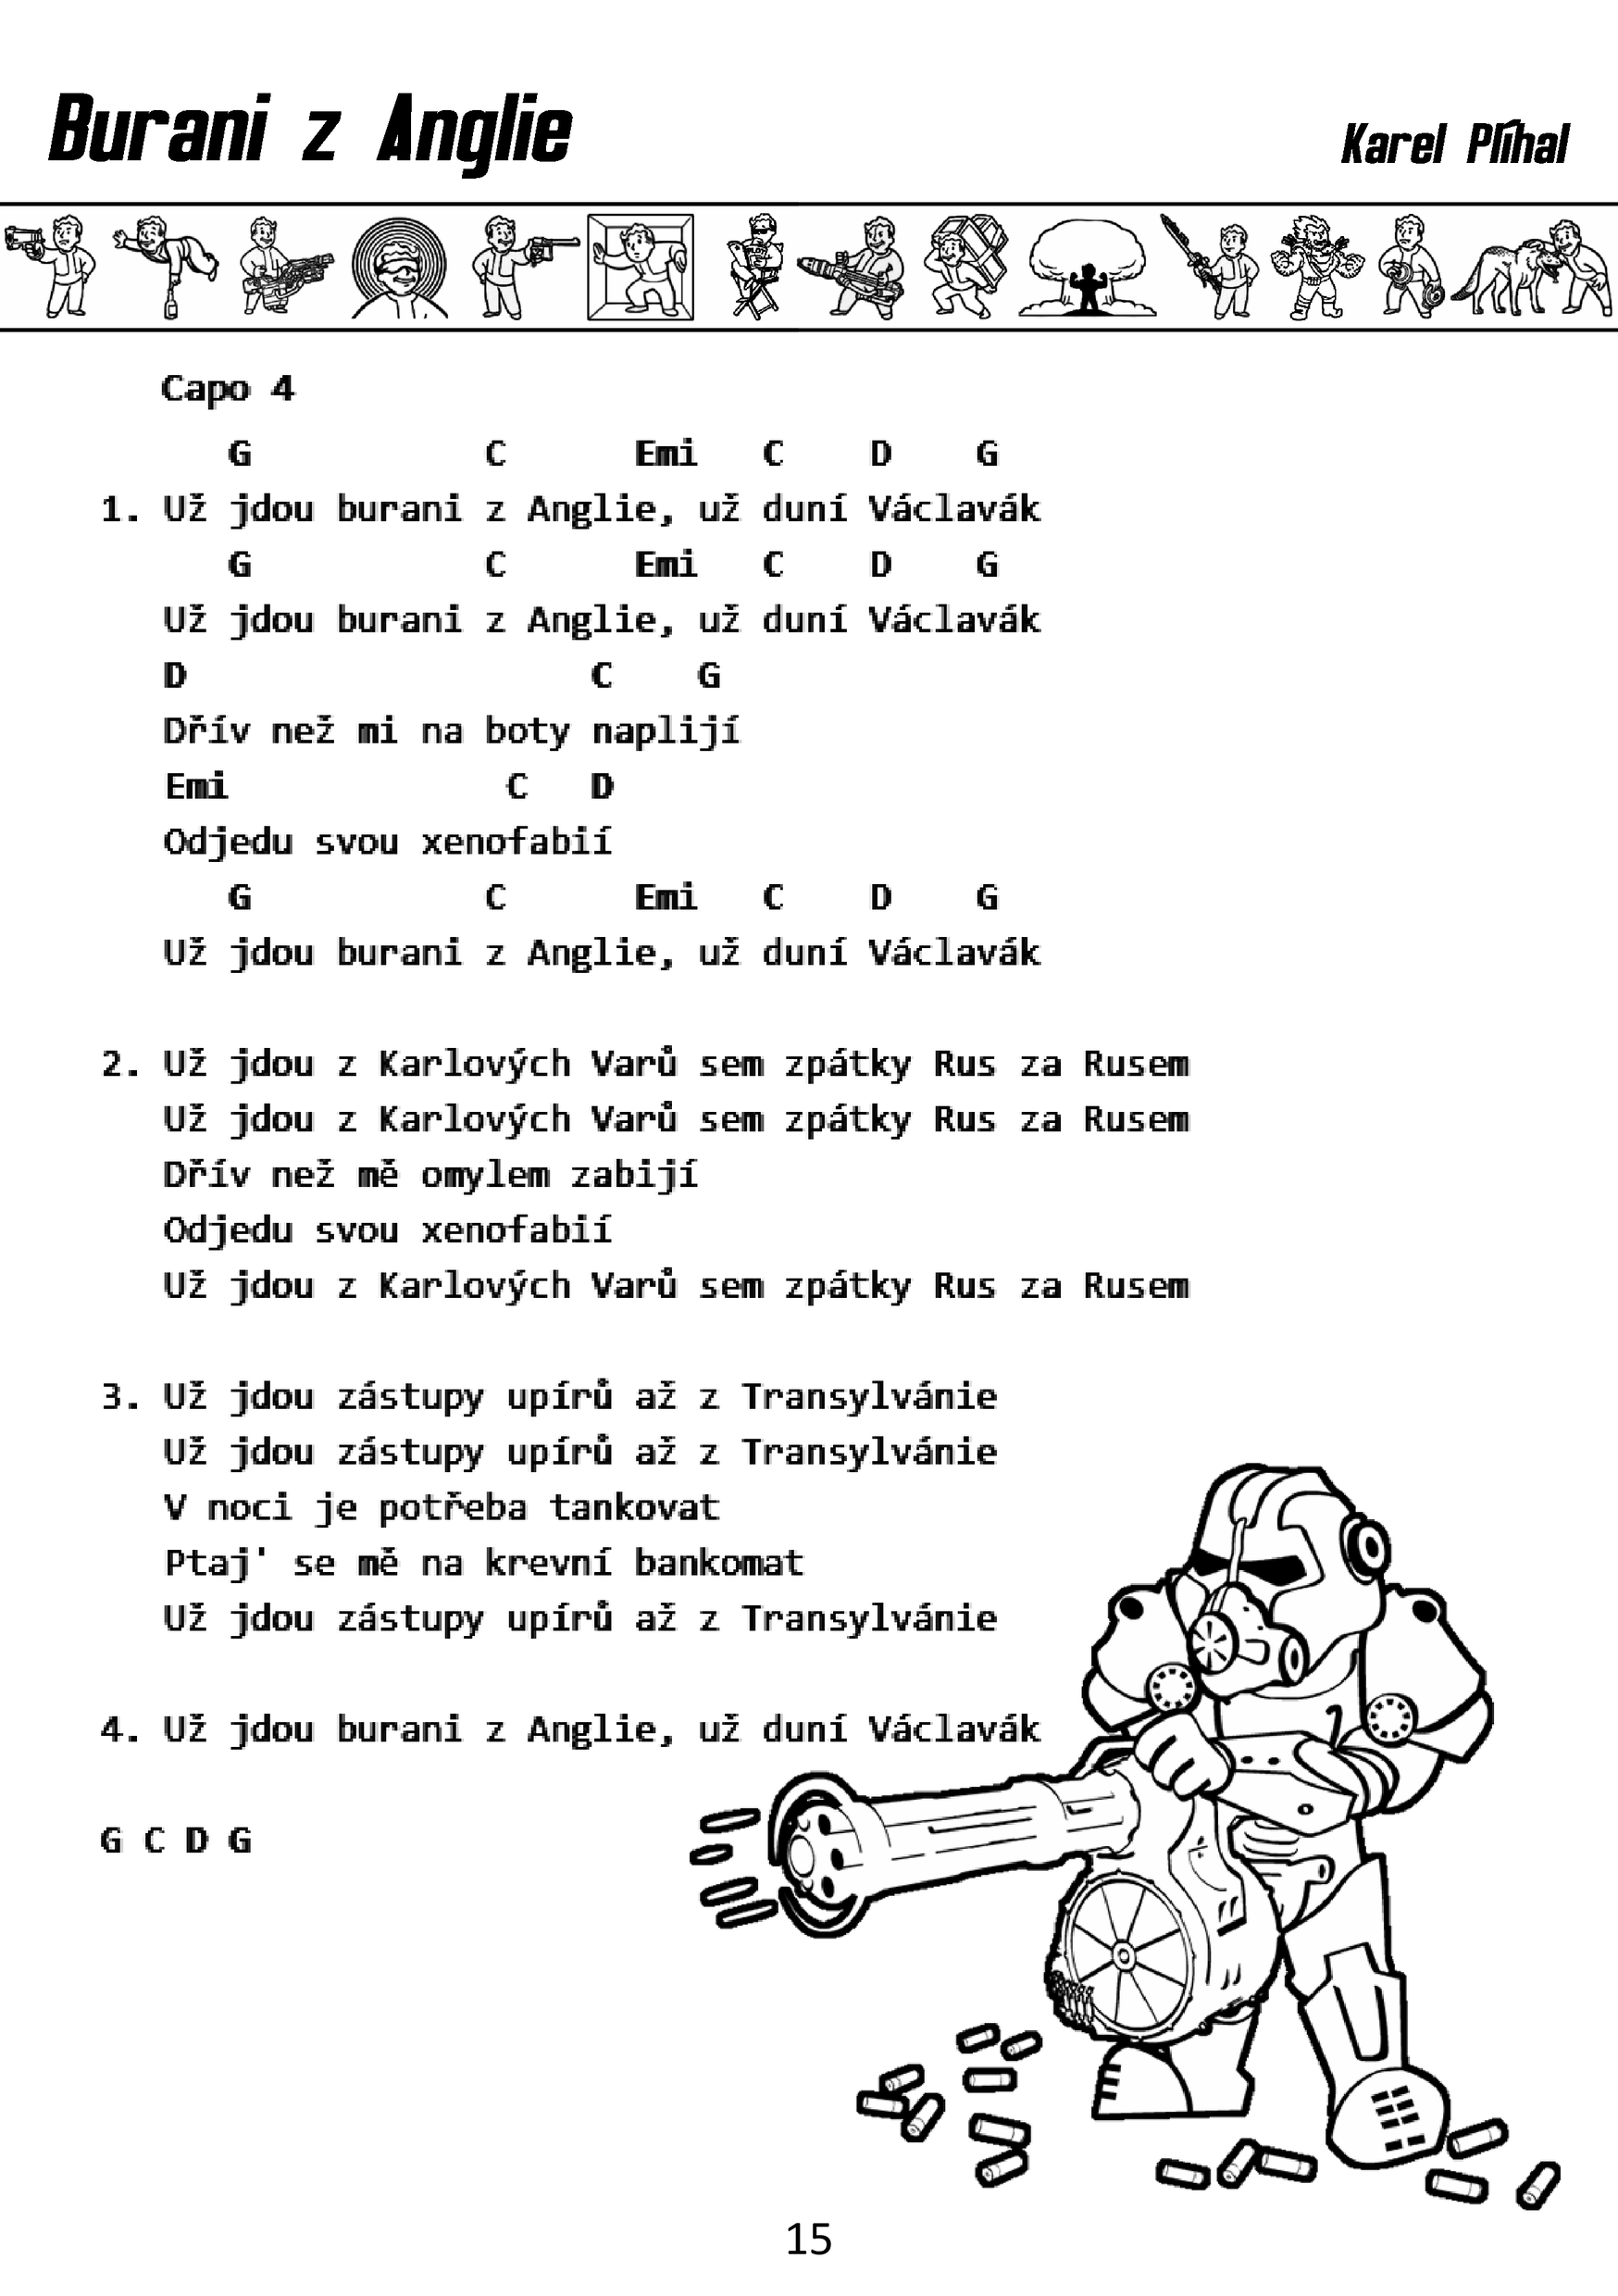 Burani z Anglie
Karel Plíhal
Capo 4
G C Emi C D G
1. Už jdou burani z Anglie, už duní Václavák
G C Emi C D G
Už jdou burani z Anglie, už duní Václavák
D C G
Dřív než mi na boty naplijí
Emi C D
Odjedu svou xenofabií
G C Emi C D G
Už jdou burani z Anglie, už duní Václavák
2. Už jdou z Karlových Varů sem zpátky Rus za Rusem
Už jdou z Karlových Varů sem zpátky Rus za Rusem
Dřív než mě omylem zabijí
Odjedu svou xenofabií
Už jdou z Karlových Varů sem zpátky Rus za Rusem
3. Už jdou zástupy upírů až z Transylvánie
Už jdou zástupy upírů až z Transylvánie
V noci je potřeba tankovat
Ptaj' se mě na krevní bankomat
Už jdou zástupy upírů až z Transylvánie
4. Už jdou burani z Anglie, už duní Václavák
G C D G
15